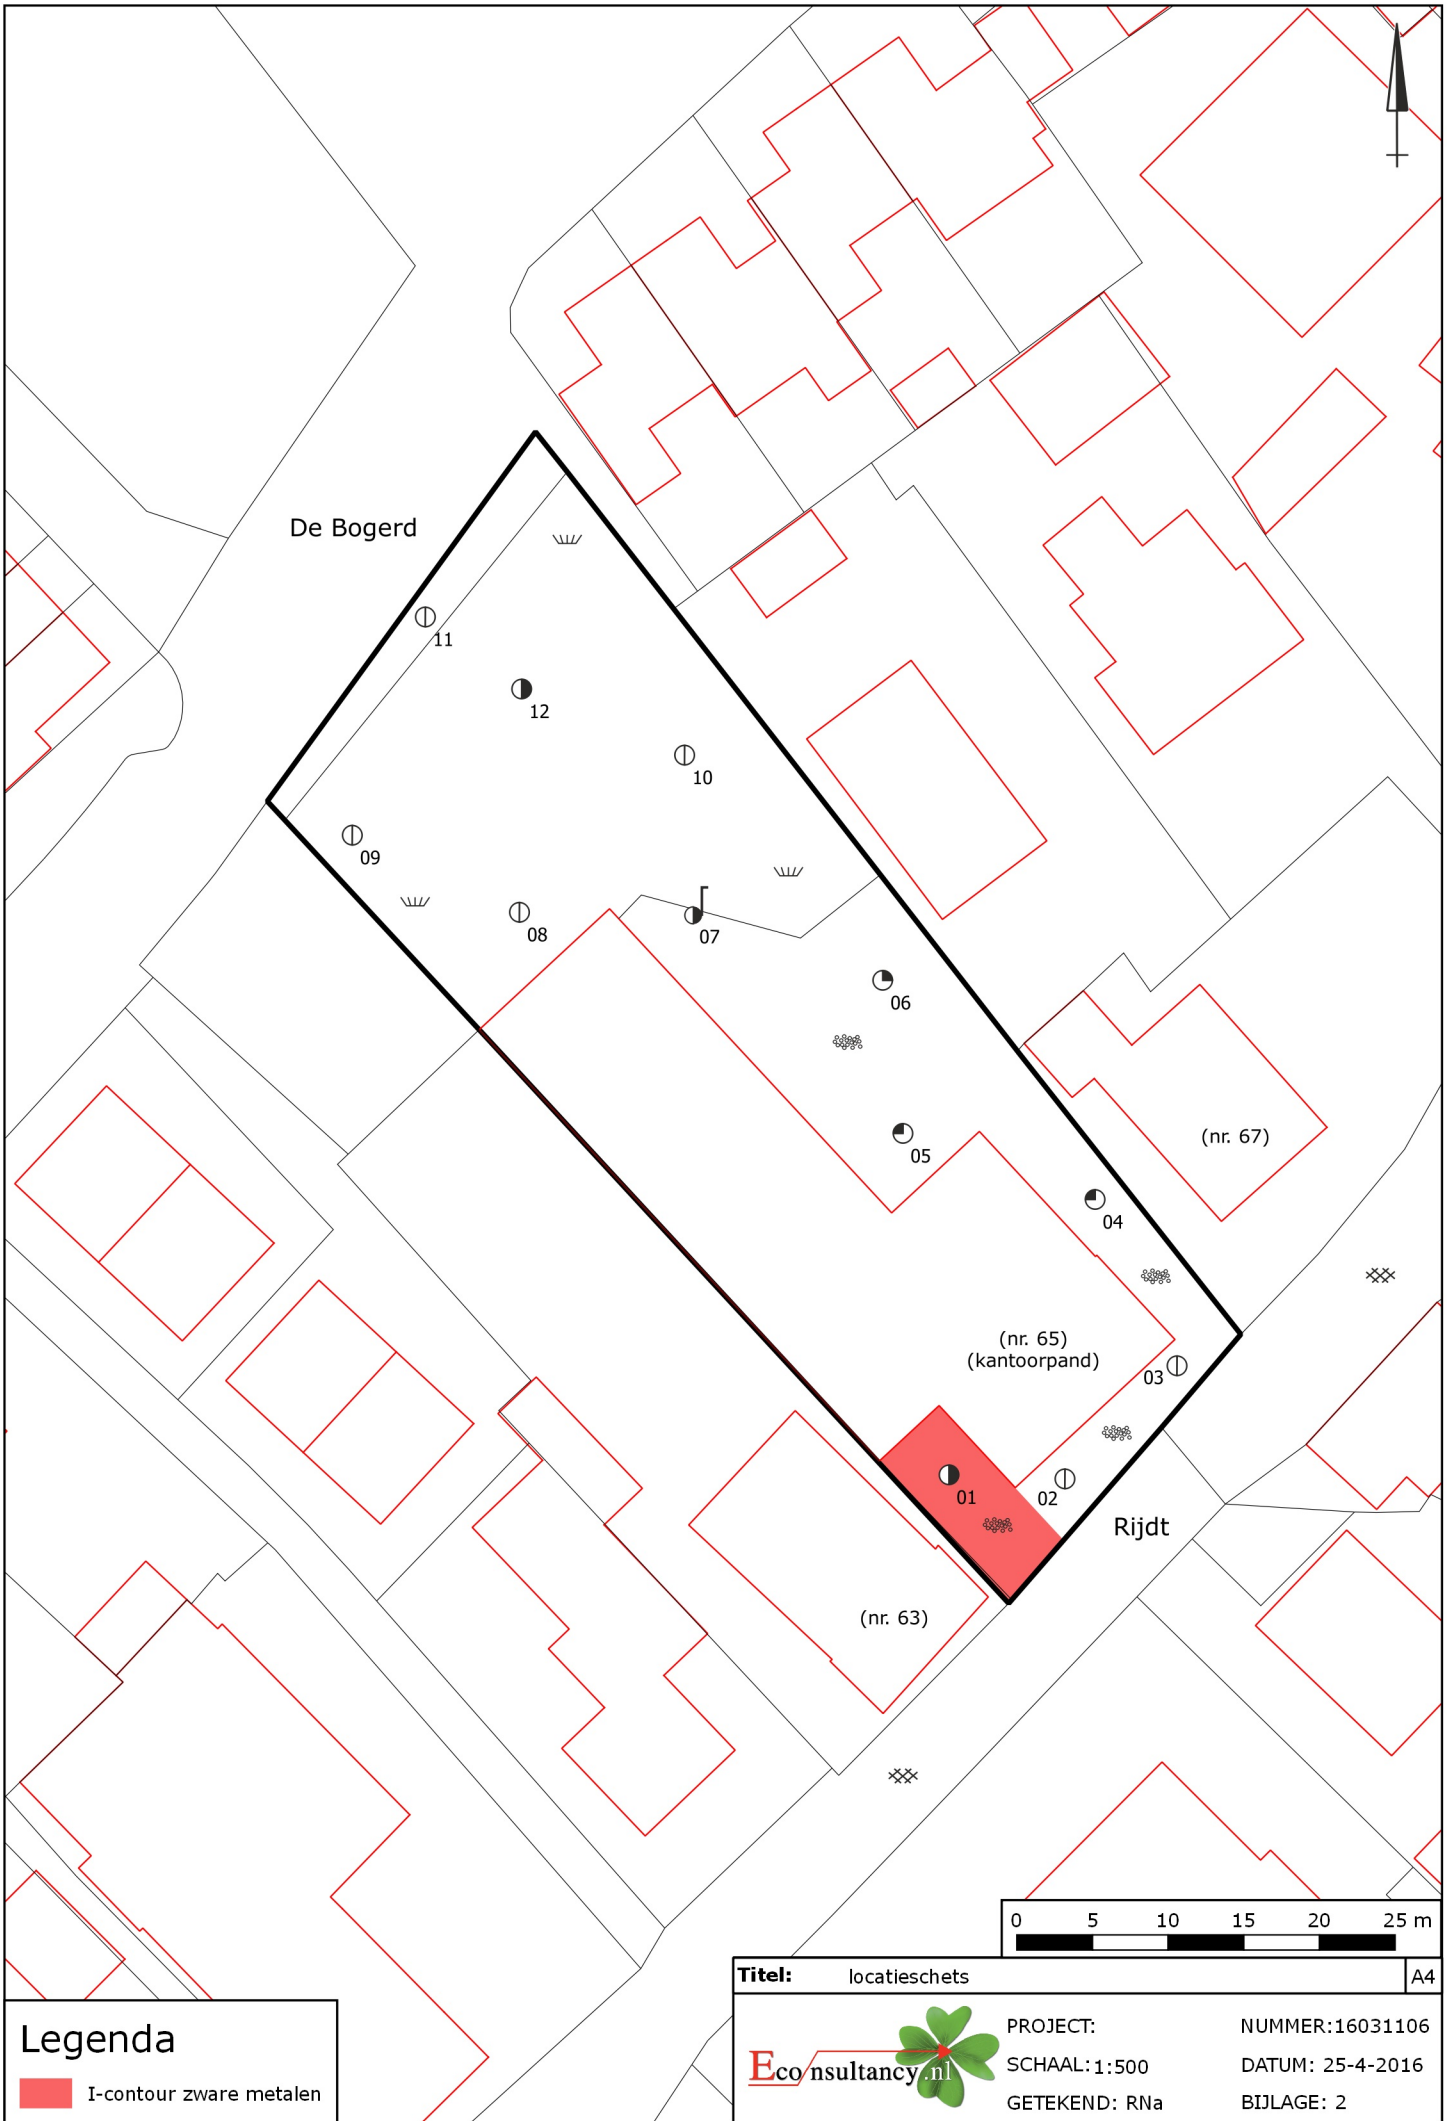 De Bogerd
11
12
10
09
08
07
06
05
(nr. 67)
04
(nr. 65)
(kantoorpand)
03
01
02
Rijdt
(nr. 63)
0 5 10 15 20 25 m
Titel: locatieschets A4
Legenda
I-contour zware metalen
Econsultancy.nl
PROJECT: NUMMER:16031106
SCHAAL:1:500 DATUM: 25-4-2016
GETEKEND: RNa BIJLAGE: 2